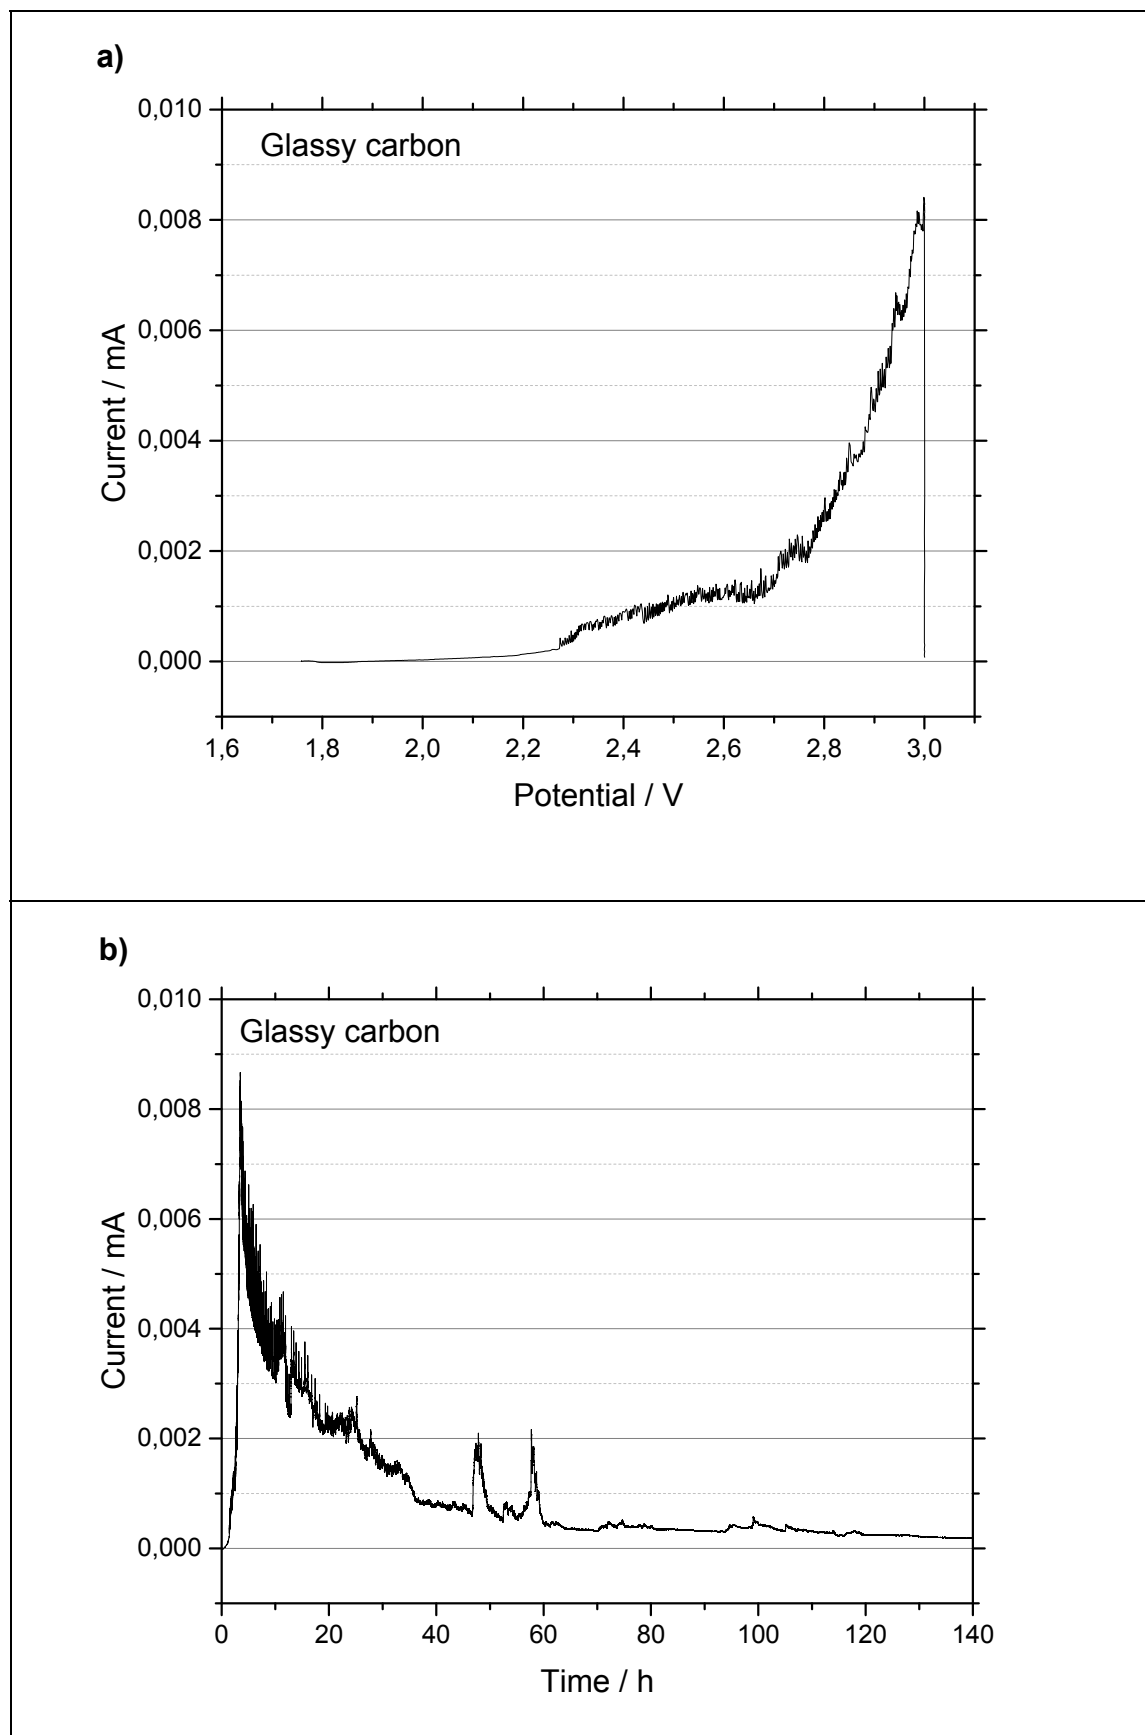 a)
Glassy carbon
0,010
0,008
0,006
0,004
0,002
0,000
Current / mA
1,6 1,8 2,0 2,2 2,4 2,6 2,8 3,0
Potential / V
b)
Glassy carbon
0,010
0,008
0,006
0,004
0,002
0,000
Current / mA
0 20 40 60 80 100 120 140
Time / h